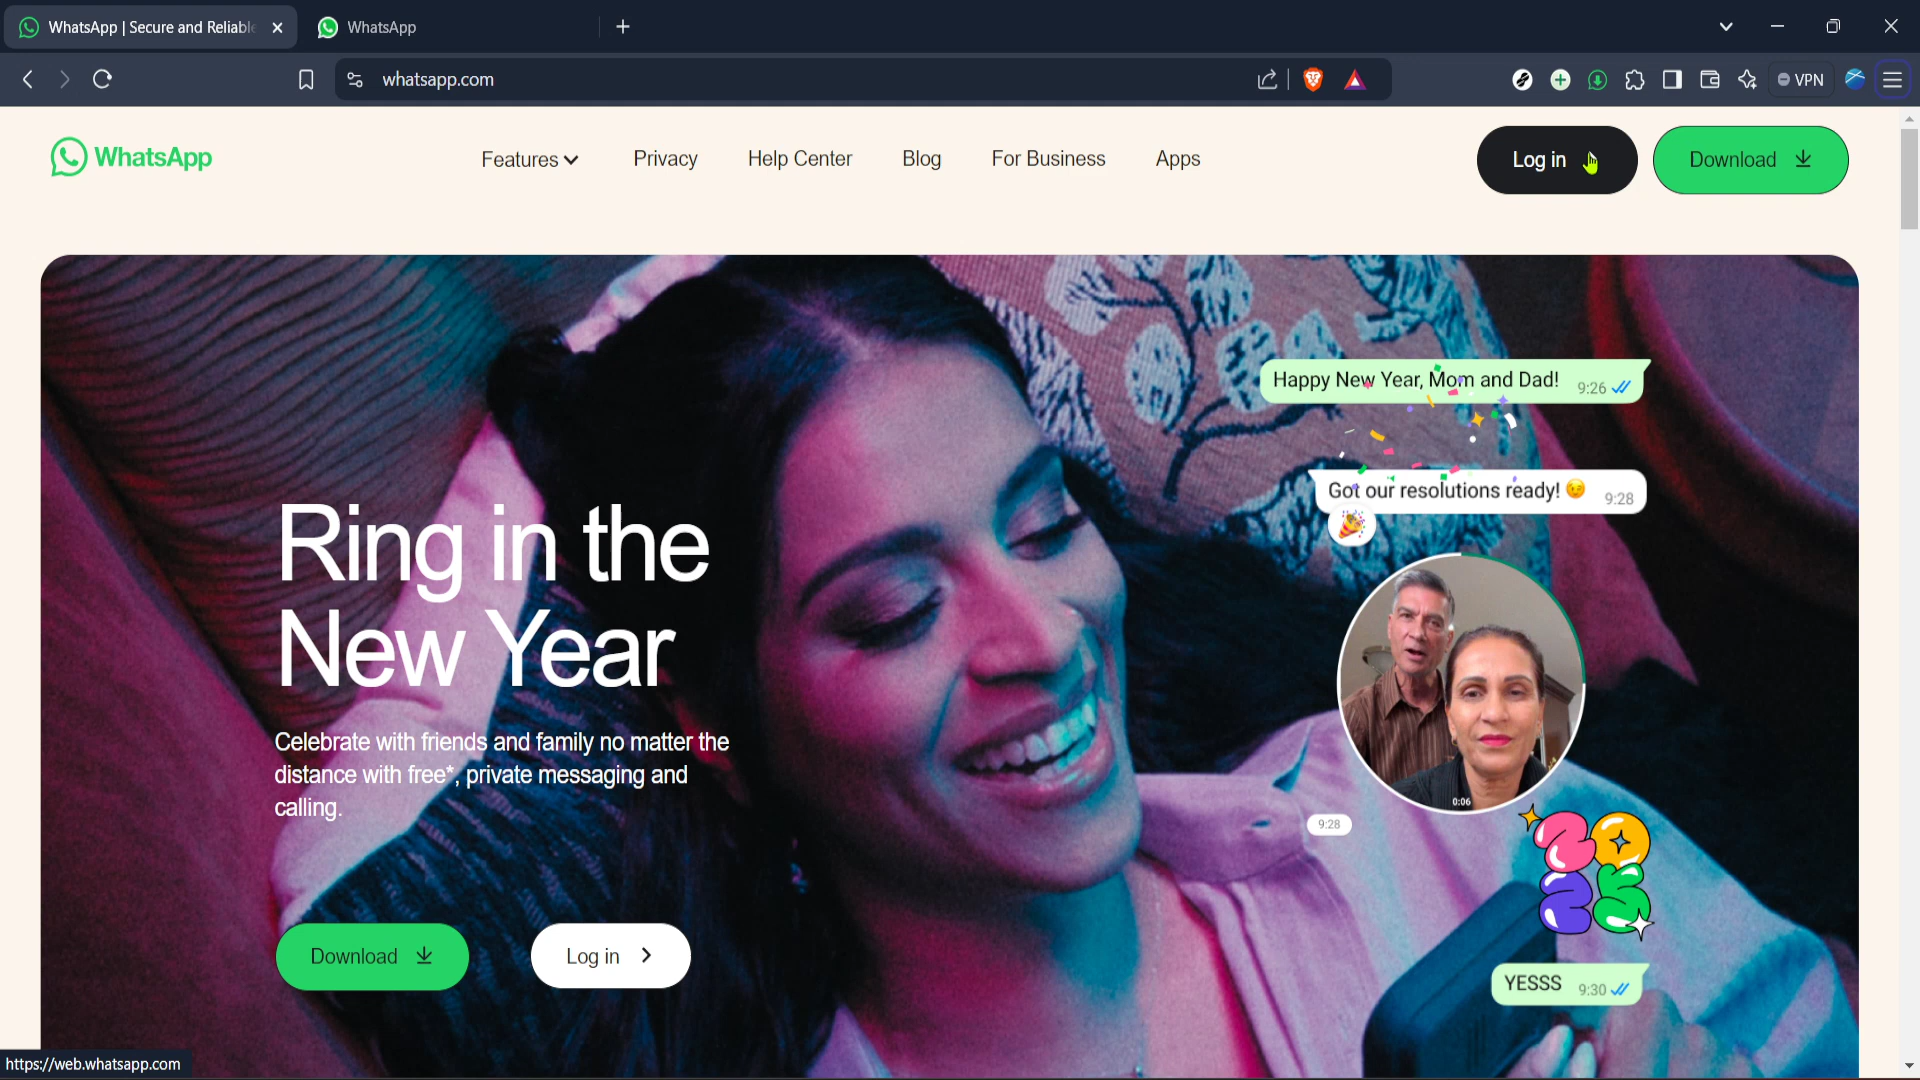 WhatsApp | Secure and Reliable
WhatsApp
whatsapp.com
VPN
WhatsApp
Features
Privacy
Help Center
Blog
For Business
Apps
Log in
Download
Happy New Year, Mom and Dad! 9:26
Got our resolutions ready! 😉 9:28
Ring in the
New Year
Celebrate with friends and family no matter the
distance with free*, private messaging and
calling.
0:06
9:28
Download
Log in
YESSS 9:30
https://web.whatsapp.com